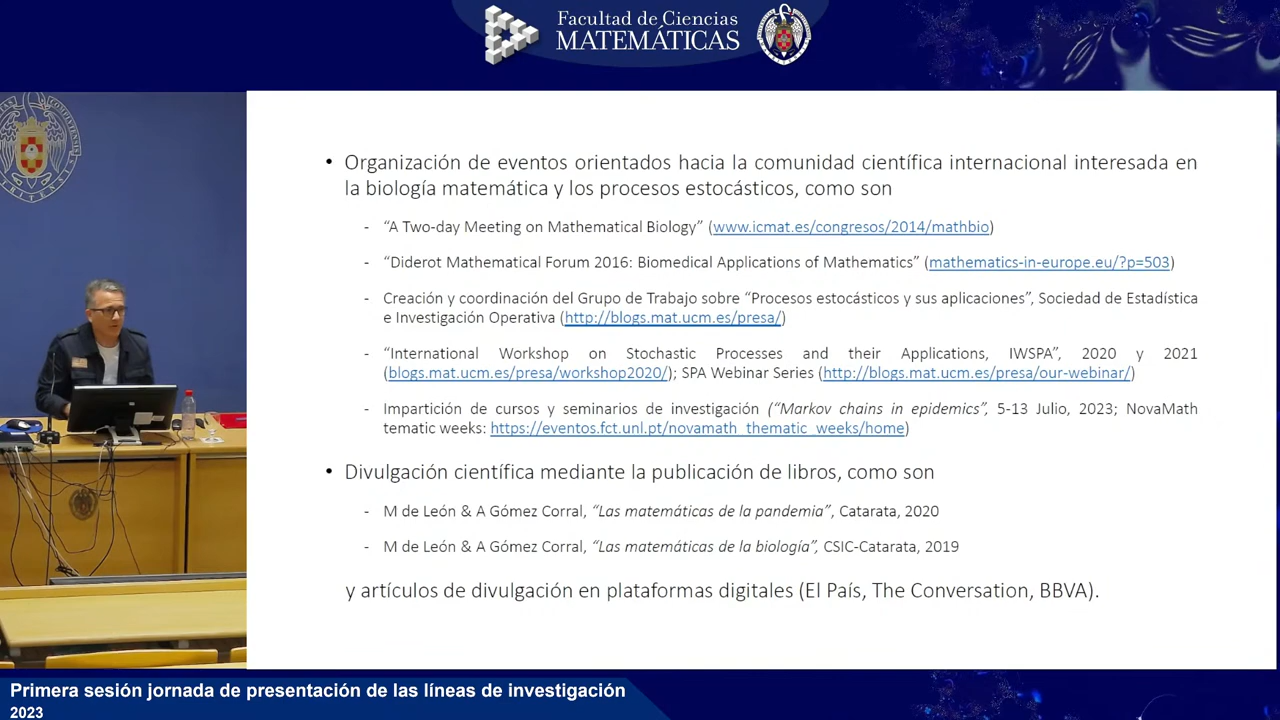 Facultad de Ciencias
MATEMÁTICAS
• Organización de eventos orientados hacia la comunidad científica internacional interesada en
la biología matemática y los procesos estocásticos, como son
- “A Two-day Meeting on Mathematical Biology” (www.icmat.es/congresos/2014/mathbio)
- “Diderot Mathematical Forum 2016: Biomedical Applications of Mathematics” (mathematics-in-europe.eu/?p=503)
- Creación y coordinación del Grupo de Trabajo sobre “Procesos estocásticos y sus aplicaciones”, Sociedad de Estadística
e Investigación Operativa (http://blogs.mat.ucm.es/presa/)
- “International Workshop on Stochastic Processes and their Applications, IWSPA”, 2020 y 2021
(blogs.mat.ucm.es/presa/workshop2020/); SPA Webinar Series (http://blogs.mat.ucm.es/presa/our-webinar/)
- Impartición de cursos y seminarios de investigación (“Markov chains in epidemics”, 5-13 Julio, 2023; NovaMath
tematic weeks: https://eventos.fct.unl.pt/novamath_thematic_weeks/home)
• Divulgación científica mediante la publicación de libros, como son
- M de León & A Gómez Corral, “Las matemáticas de la pandemia”, Catarata, 2020
- M de León & A Gómez Corral, “Las matemáticas de la biología”, CSIC-Catarata, 2019
y artículos de divulgación en plataformas digitales (El País, The Conversation, BBVA).
Primera sesión jornada de presentación de las líneas de investigación
2023